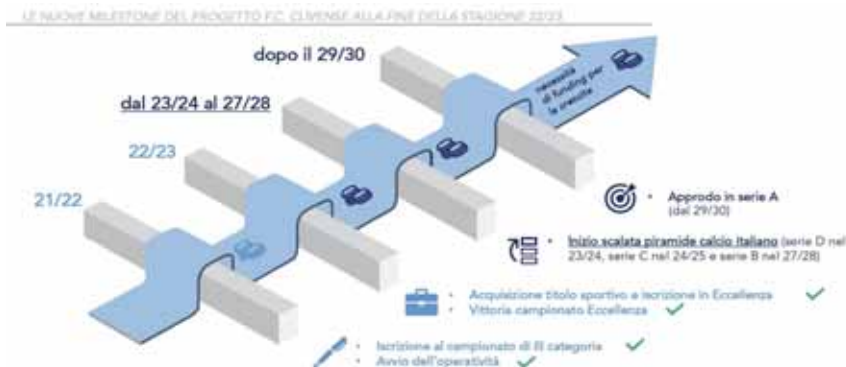 LE NUOVE MILESTONE DEL PROGETTO F.C. CLIVENSE ALLA FINE DELLA STAGIONE 22/23
dopo il 29/30
necessità
di funding per
la crescita
dal 23/24 al 27/28
22/23
21/22
Approdo in serie A
(dal 29/30)
Inizio scalata piramide calcio italiano (serie D nel
23/24, serie C nel 24/25 e serie B nel 27/28)
Acquisizione titolo sportivo e iscrizione in Eccellenza
Vittoria campionato Eccellenza
Iscrizione al campionato di III categoria
Avvio dell'operatività